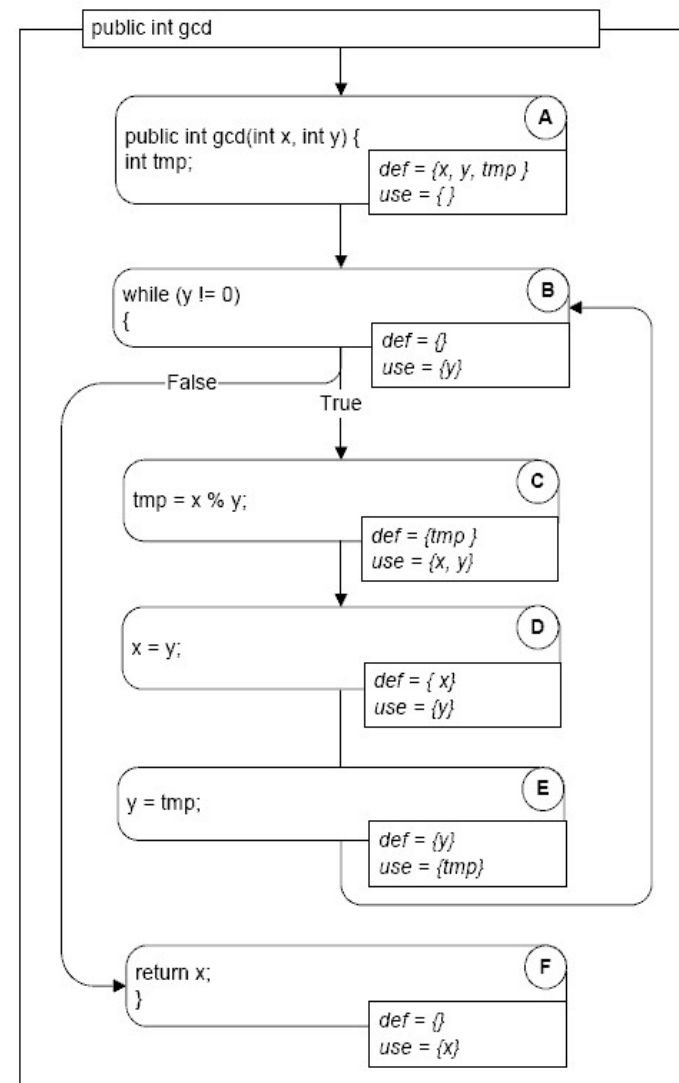 public int gcd
A
public int gcd(int x, int y) {
int tmp;
def = {x, y, tmp }
use = { }
B
while (y != 0)
{
def = {}
use = {y}
False
True
C
tmp = x % y;
def = {tmp }
use = {x, y}
D
x = y;
def = { x}
use = {y}
E
y = tmp;
def = {y}
use = {tmp}
F
return x;
}
def = {}
use = {x}